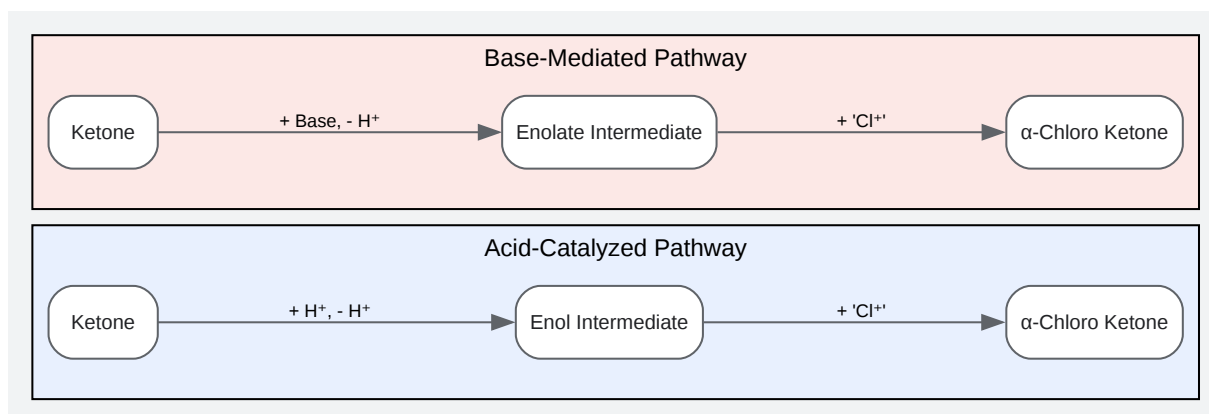 Base-Mediated Pathway
Ketone
+ Base, - H⁺
Enolate Intermediate
+ 'Cl⁺'
α-Chloro Ketone
Acid-Catalyzed Pathway
Ketone
+ H⁺, - H⁺
Enol Intermediate
+ 'Cl⁺'
α-Chloro Ketone